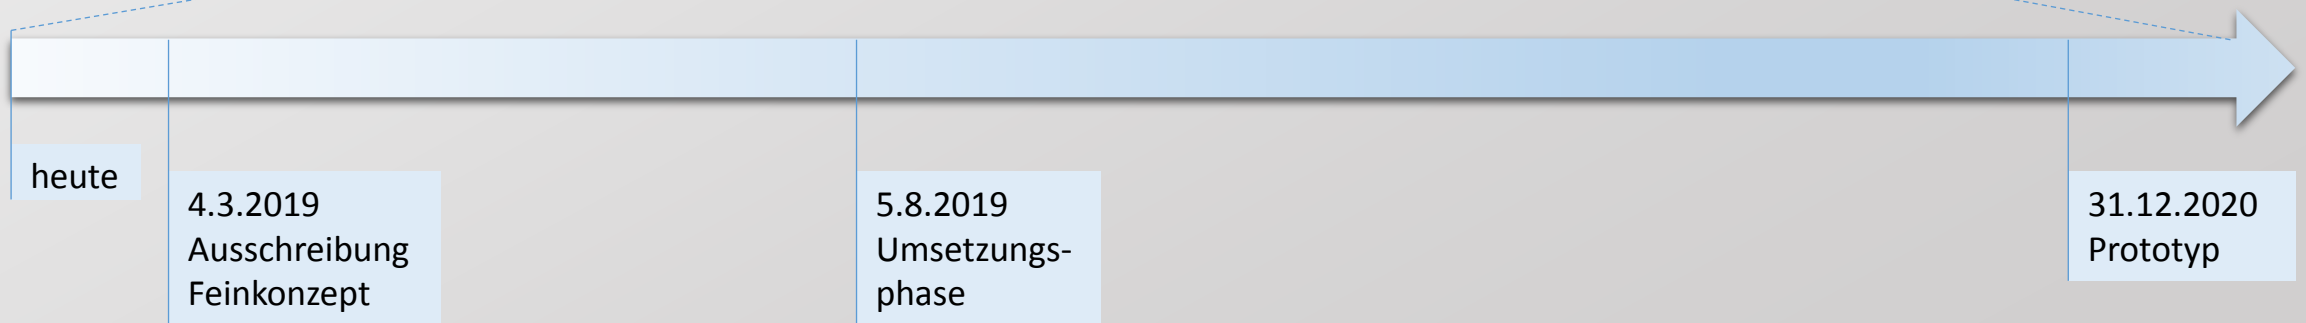 heute
4.3.2019
Ausschreibung
Feinkonzept
5.8.2019
Umsetzungs-
phase
31.12.2020
Prototyp